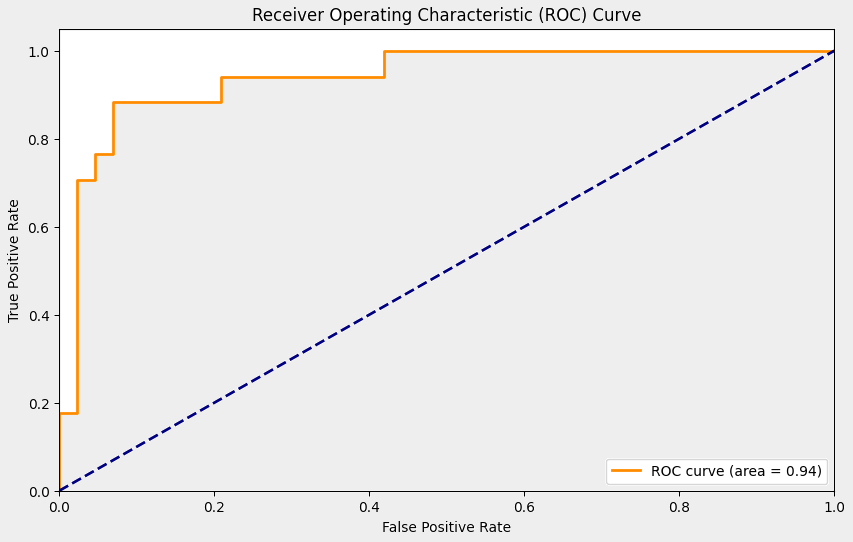 Receiver Operating Characteristic (ROC) Curve
1.0
0.8
0.6
0.4
0.2
0.0
True Positive Rate
ROC curve (area = 0.94)
0.0 0.2 0.4 0.6 0.8 1.0
False Positive Rate